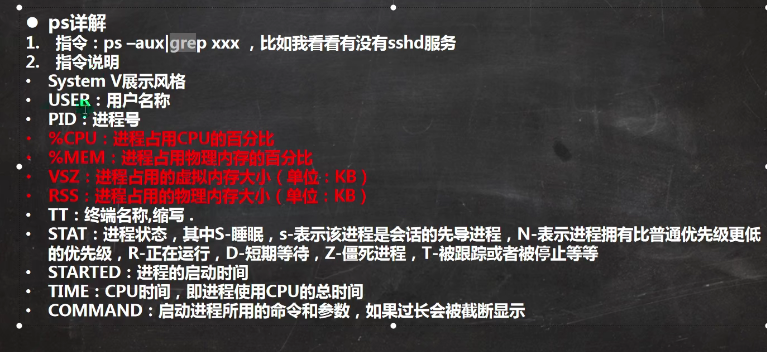 ● ps详解
1. 指令：ps –aux|grep xxx ，比如我看看有没有sshd服务
2. 指令说明
• System V展示风格
• USER：用户名称
• PID：进程号
• %CPU：进程占用CPU的百分比
• %MEM：进程占用物理内存的百分比
• VSZ：进程占用的虚拟内存大小（单位：KB）
• RSS：进程占用的物理内存大小（单位：KB）
• TT：终端名称,缩写 .
• STAT：进程状态，其中S-睡眠，s-表示该进程是会话的先导进程，N-表示进程拥有比普通优先级更低
的优先级，R-正在运行，D-短期等待，Z-僵死进程，T-被跟踪或者被停止等等
• STARTED：进程的启动时间
• TIME：CPU时间，即进程使用CPU的总时间
• COMMAND：启动进程所用的命令和参数，如果过长会被截断显示